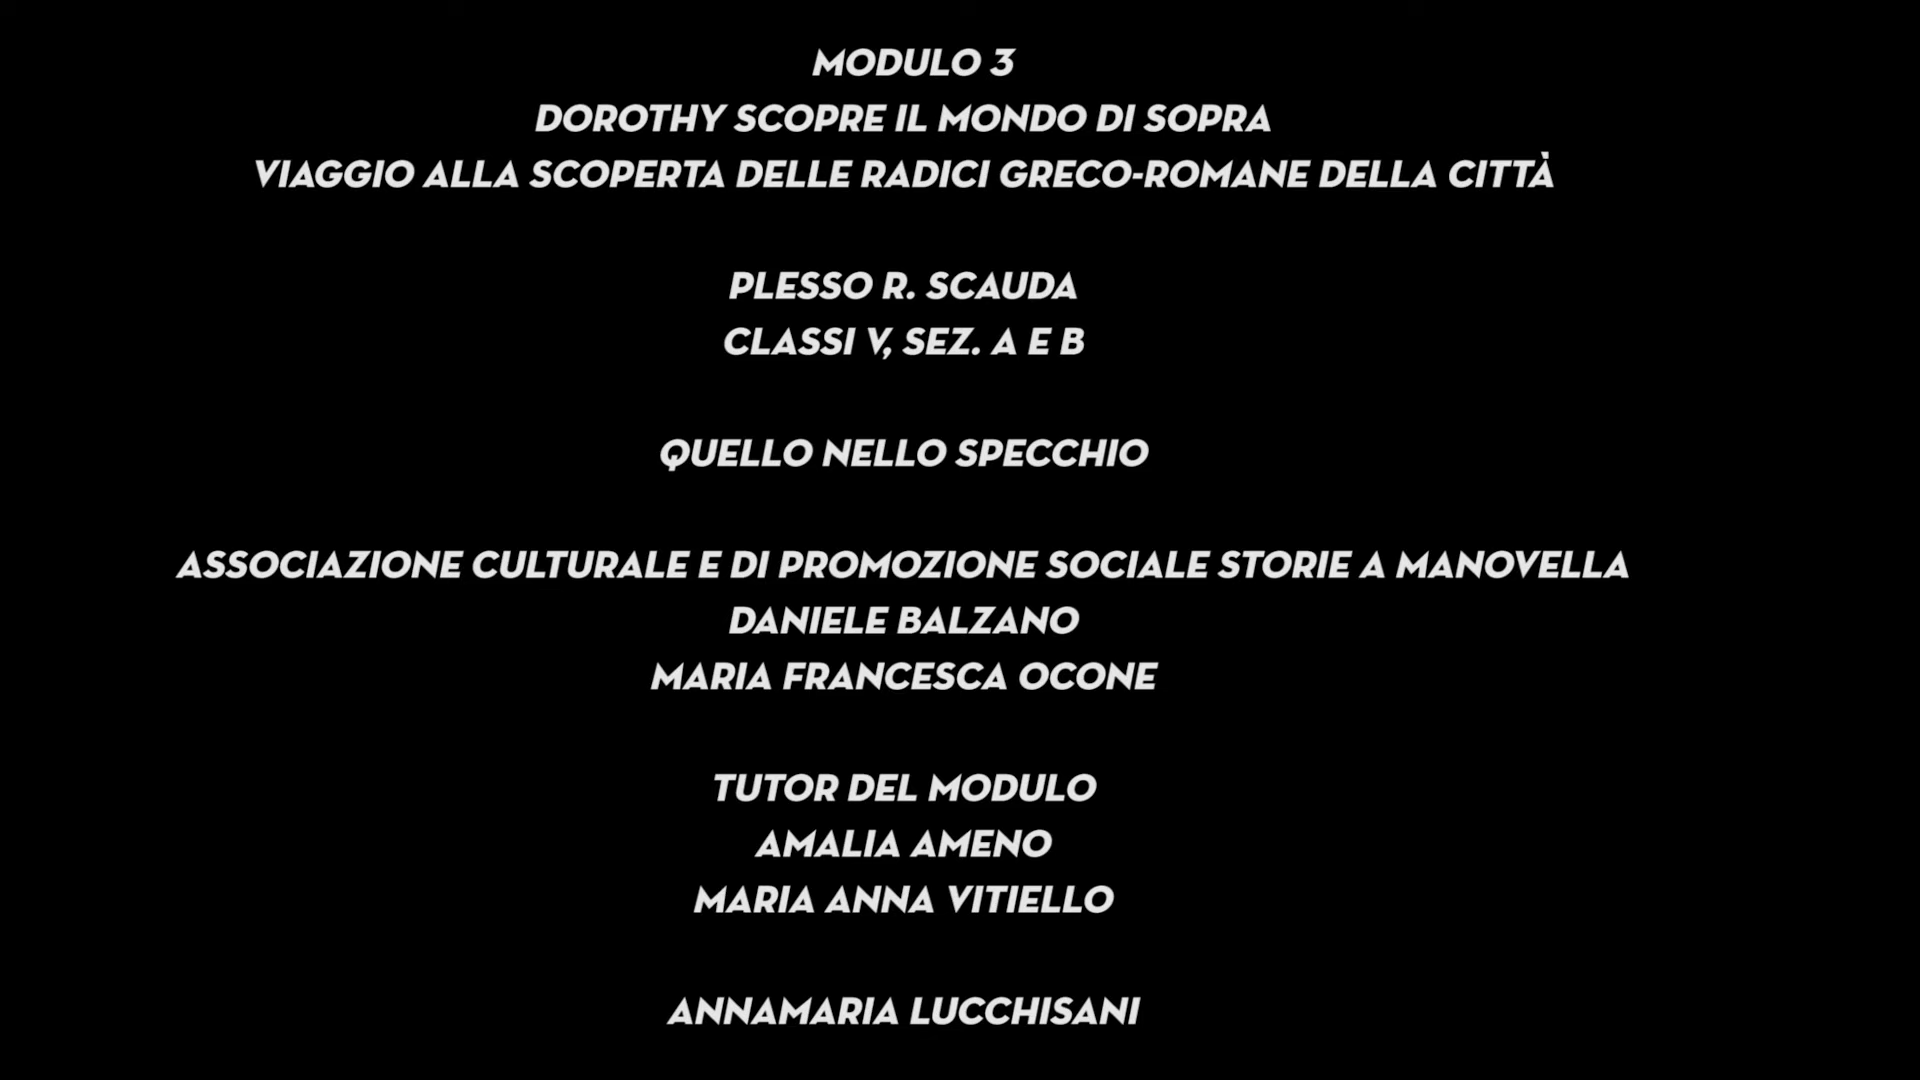 MODULO 3
DOROTHY SCOPRE IL MONDO DI SOPRA
VIAGGIO ALLA SCOPERTA DELLE RADICI GRECO-ROMANE DELLA CITTÀ
PLESSO R. SCAUDA
CLASSI V, SEZ. A E B
QUELLO NELLO SPECCHIO
ASSOCIAZIONE CULTURALE E DI PROMOZIONE SOCIALE STORIE A MANOVELLA
DANIELE BALZANO
MARIA FRANCESCA OCONE
TUTOR DEL MODULO
AMALIA AMENO
MARIA ANNA VITIELLO
ANNAMARIA LUCCHISANI